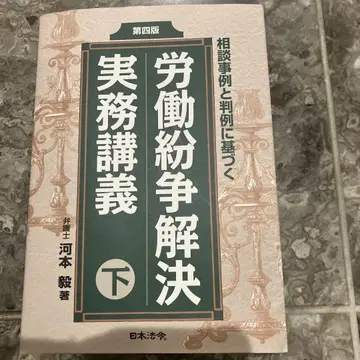 第四版
相談事例と判例に基づく
労働紛争解決
実務講義
下
弁護士 河本 毅 著
日本法令